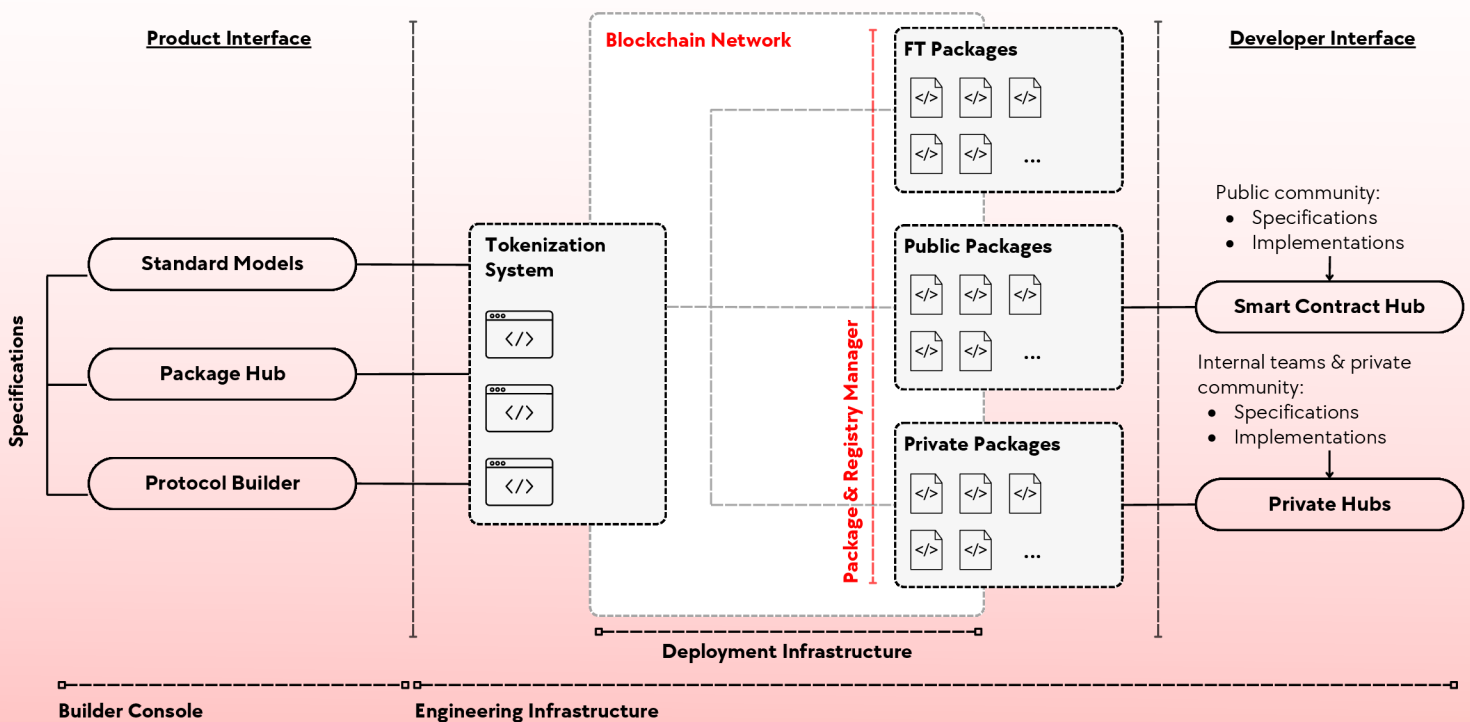 Product Interface
Blockchain Network
FT Packages
</>
</>
</>
</>
</>
...
Developer Interface
Specifications
Standard Models
Package Hub
Protocol Builder
Tokenization
System
</>
</>
</>
Package & Registry Manager
Public Packages
</>
</>
</>
</>
</>
...
Private Packages
</>
</>
</>
</>
</>
...
Public community:
● Specifications
● Implementations
Smart Contract Hub
Internal teams & private
community:
● Specifications
● Implementations
Private Hubs
Deployment Infrastructure
Builder Console
Engineering Infrastructure